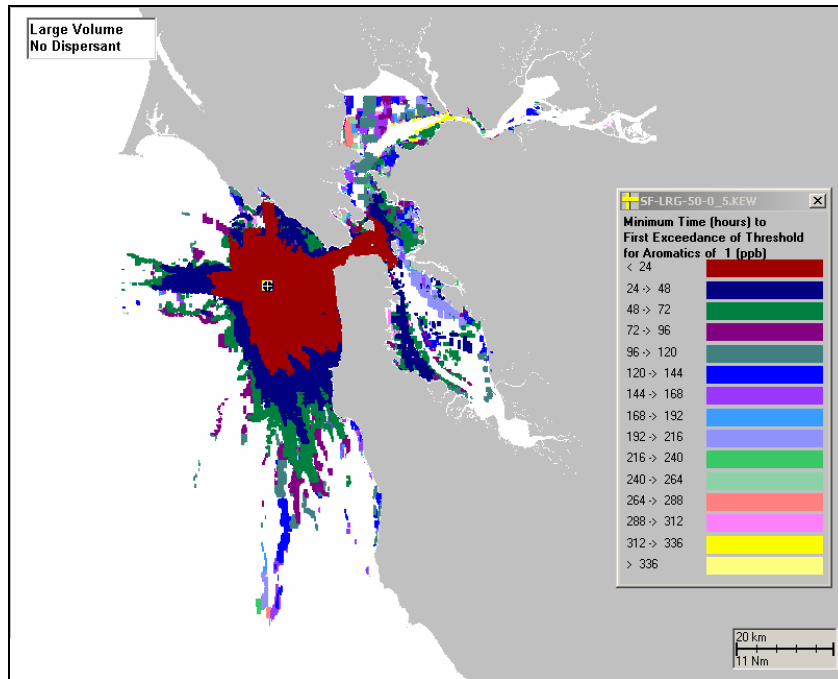 Large Volume
No Dispersant
SF-LRG-50-0_5.KEW
Minimum Time (hours) to
First Exceedance of Threshold
for Aromatics of 1 (ppb)
< 24
24 -> 48
48 -> 72
72 -> 96
96 -> 120
120 -> 144
144 -> 168
168 -> 192
192 -> 216
216 -> 240
240 -> 264
264 -> 288
288 -> 312
312 -> 336
> 336
20 km
11 Nm